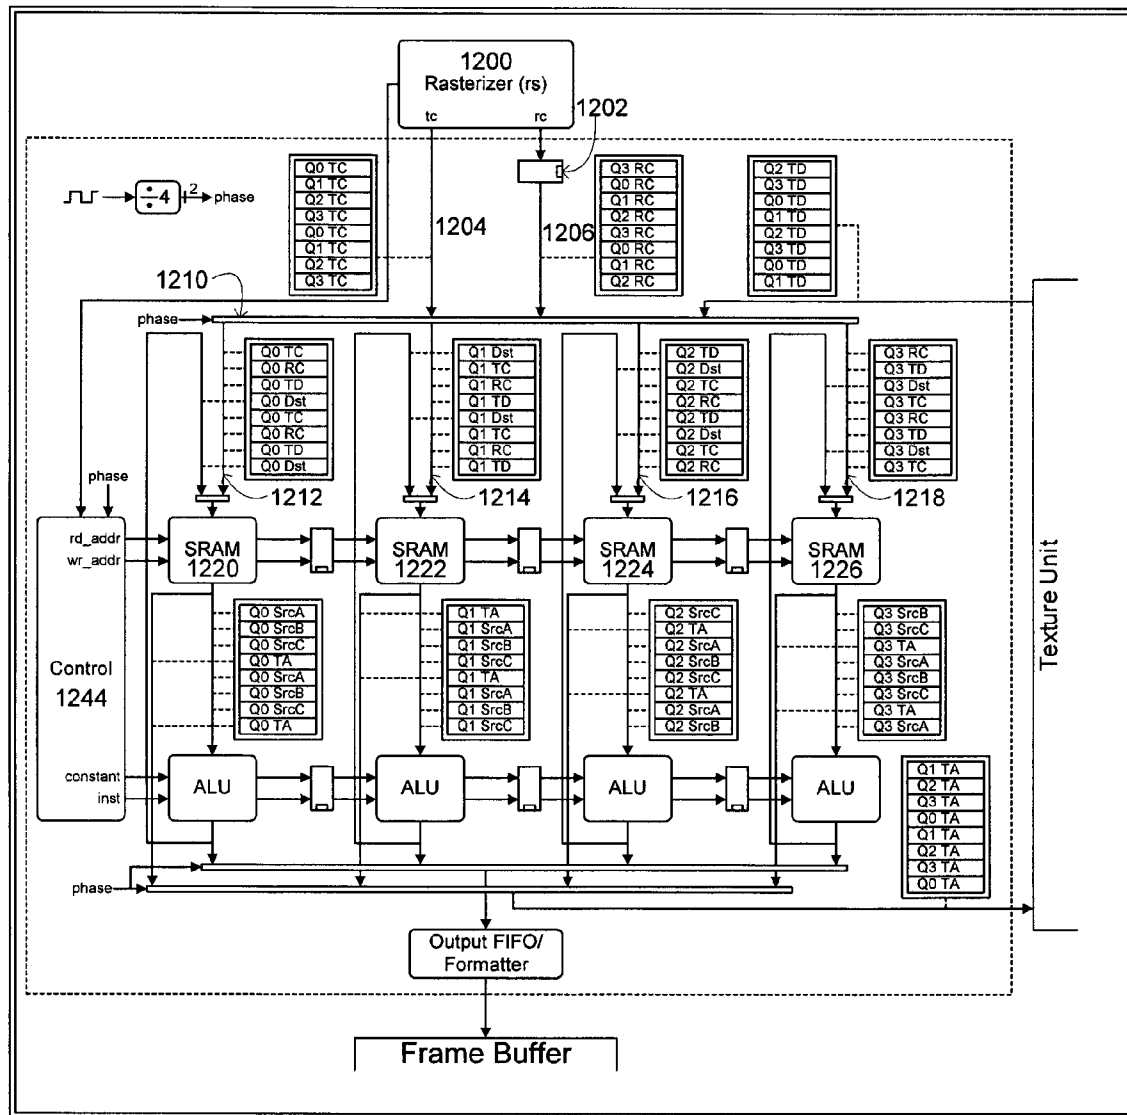 1200
Rasterizer (rs)
tc
rc
1202
÷4
2
phase
Q0 TC
Q1 TC
Q2 TC
Q3 TC
Q0 TC
Q1 TC
Q2 TC
Q3 TC
1204
1206
Q3 RC
Q0 RC
Q1 RC
Q2 RC
Q3 RC
Q0 RC
Q1 RC
Q2 RC
Q2 TD
Q3 TD
Q0 TD
Q1 TD
Q2 TD
Q3 TD
Q0 TD
Q1 TD
1210
phase
Q0 TC
Q0 RC
Q0 TD
Q0 Dst
Q0 TC
Q0 RC
Q0 TD
Q0 Dst
Q1 Dst
Q1 TC
Q1 RC
Q1 TD
Q1 Dst
Q1 TC
Q1 RC
Q1 TD
Q2 TD
Q2 Dst
Q2 TC
Q2 RC
Q2 TD
Q2 Dst
Q2 TC
Q2 RC
Q3 RC
Q3 TD
Q3 Dst
Q3 TC
Q3 RC
Q3 TD
Q3 Dst
Q3 TC
phase
1212
1214
1216
1218
rd_addr
wr_addr
SRAM
1220
SRAM
1222
SRAM
1224
SRAM
1226
Texture Unit
Control
1244
Q0 SrcA
Q0 SrcB
Q0 SrcC
Q0 TA
Q0 SrcA
Q0 SrcB
Q0 SrcC
Q0 TA
Q1 TA
Q1 SrcA
Q1 SrcB
Q1 SrcC
Q1 TA
Q1 SrcA
Q1 SrcB
Q1 SrcC
Q2 SrcC
Q2 TA
Q2 SrcA
Q2 SrcB
Q2 SrcC
Q2 TA
Q2 SrcA
Q2 SrcB
Q3 SrcB
Q3 SrcC
Q3 TA
Q3 SrcA
Q3 SrcB
Q3 SrcC
Q3 TA
Q3 SrcA
constant
inst
ALU
ALU
ALU
ALU
Q1 TA
Q2 TA
Q3 TA
Q0 TA
Q1 TA
Q2 TA
Q3 TA
Q0 TA
phase
Output FIFO/
Formatter
Frame Buffer